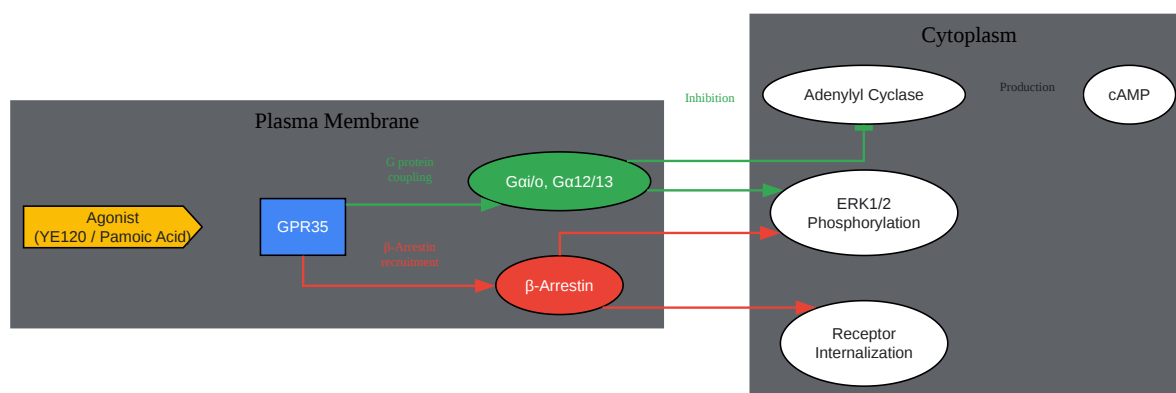 Plasma Membrane
Agonist
(YE120 / Pamoic Acid)
GPR35
G protein
coupling
β-Arrestin
recruitment
Gαi/o, Gα12/13
β-Arrestin
Inhibition
Cytoplasm
Adenylyl Cyclase
Production
cAMP
ERK1/2
Phosphorylation
Receptor
Internalization